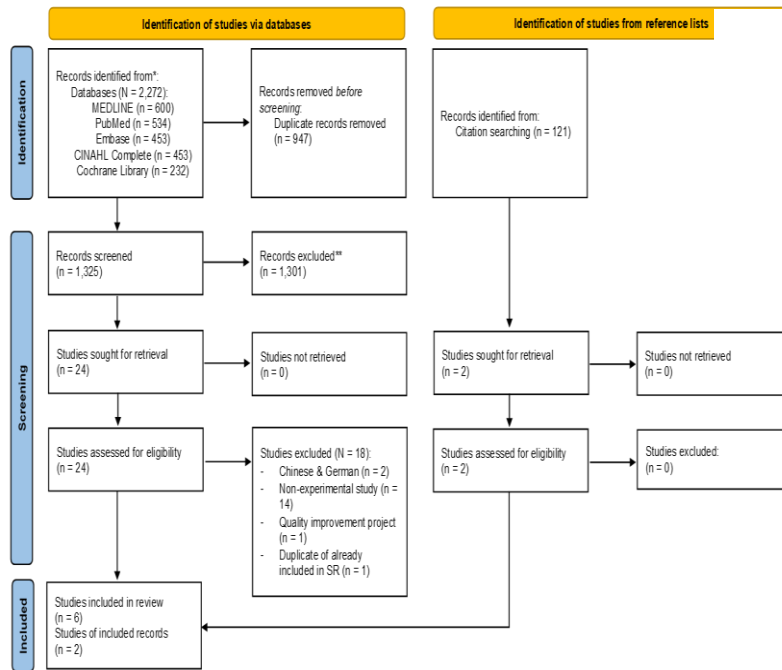 Identification of studies via databases
Identification of studies from reference lists
Identification
Records identified from*:
Databases (N = 2,272):
MEDLINE (n = 600)
PubMed (n = 534)
Embase (n = 453)
CINAHL Complete (n = 453)
Cochrane Library (n = 232)
Records removed before
screening:
Duplicate records removed
(n = 947)
Records identified from:
Citation searching (n = 121)
Screening
Records screened
(n = 1,325)
Records excluded**
(n = 1,301)
Studies sought for retrieval
(n = 24)
Studies not retrieved
(n = 0)
Studies sought for retrieval
(n = 2)
Studies not retrieved
(n = 0)
Studies assessed for eligibility
(n = 24)
Studies excluded (N = 18):
- Chinese & German (n = 2)
- Non-experimental study (n =
14)
- Quality improvement project
(n = 1)
- Duplicate of already
included in SR (n = 1)
Studies assessed for eligibility
(n = 2)
Studies excluded:
(n = 0)
Included
Studies included in review
(n = 6)
Studies of included records
(n = 2)